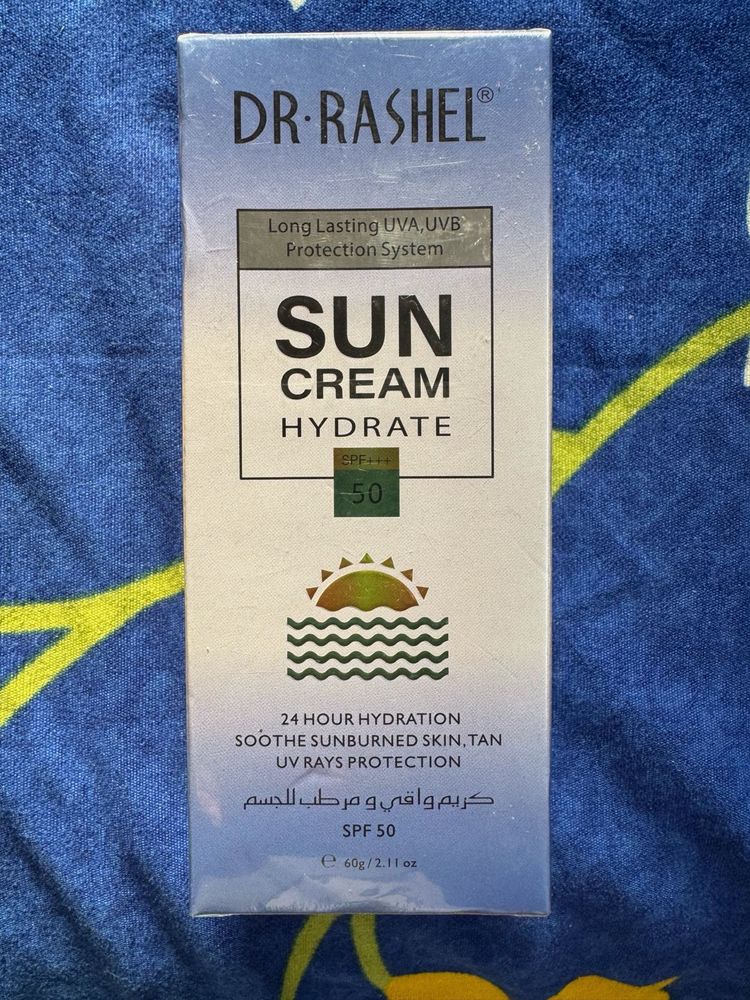 DR·RASHEL®
Long Lasting UVA,UVB
Protection System
SUN
CREAM
HYDRATE
SPF+++
50
24 HOUR HYDRATION
SOOTHE SUNBURNED SKIN,TAN
UV RAYS PROTECTION
كريم واقي و مرطب للجسم
SPF 50
℮ 60g/2.11 oz